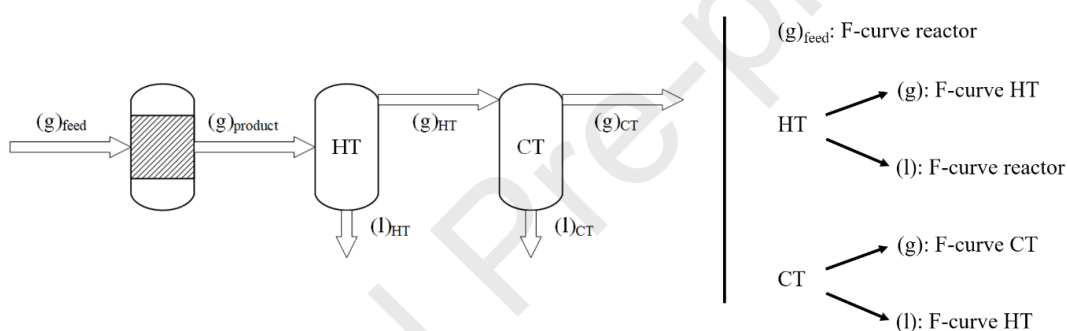 (g)feed
(g)product
HT
(g)HT
(l)HT
CT
(g)CT
(l)CT
(g)feed: F-curve reactor
HT
(g): F-curve HT
(l): F-curve reactor
CT
(g): F-curve CT
(l): F-curve HT
l Pre-p